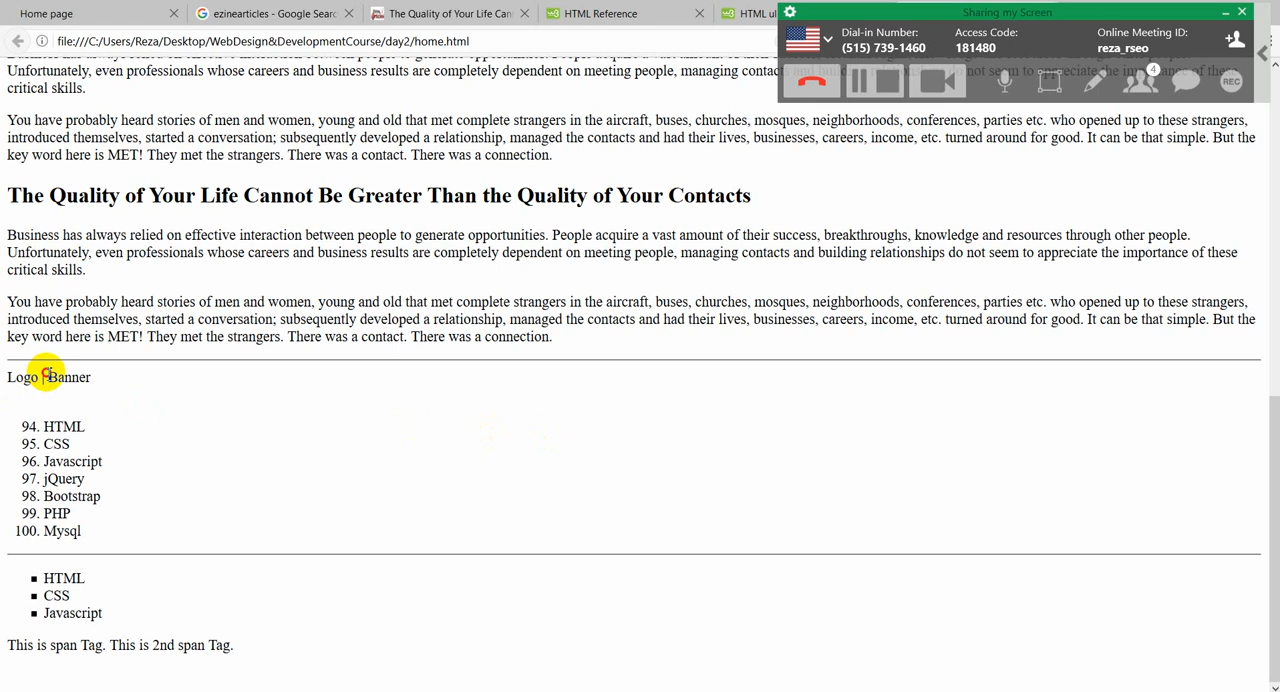 Home page
ezinearticles - Google Searc
The Quality of Your Life Can
HTML Reference
HTML ul
Sharing my Screen
file:///C:/Users/Reza/Desktop/WebDesign&DevelopmentCourse/day2/home.html
Dial-in Number:
(515) 739-1460
Access Code:
181480
Online Meeting ID:
reza_rseo
4
REC
Unfortunately, even professionals whose careers and business results are completely dependent on meeting people, managing contacts
critical skills.
You have probably heard stories of men and women, young and old that met complete strangers in the aircraft, buses, churches, mosques, neighborhoods, conferences, parties etc. who opened up to these strangers,
introduced themselves, started a conversation; subsequently developed a relationship, managed the contacts and had their lives, businesses, careers, income, etc. turned around for good. It can be that simple. But the
key word here is MET! They met the strangers. There was a contact. There was a connection.
The Quality of Your Life Cannot Be Greater Than the Quality of Your Contacts
Business has always relied on effective interaction between people to generate opportunities. People acquire a vast amount of their success, breakthroughs, knowledge and resources through other people.
Unfortunately, even professionals whose careers and business results are completely dependent on meeting people, managing contacts and building relationships do not seem to appreciate the importance of these
critical skills.
You have probably heard stories of men and women, young and old that met complete strangers in the aircraft, buses, churches, mosques, neighborhoods, conferences, parties etc. who opened up to these strangers,
introduced themselves, started a conversation; subsequently developed a relationship, managed the contacts and had their lives, businesses, careers, income, etc. turned around for good. It can be that simple. But the
key word here is MET! They met the strangers. There was a contact. There was a connection.
Logo | Banner
94. HTML
95. CSS
96. Javascript
97. jQuery
98. Bootstrap
99. PHP
100. Mysql
HTML
CSS
Javascript
This is span Tag. This is 2nd span Tag.